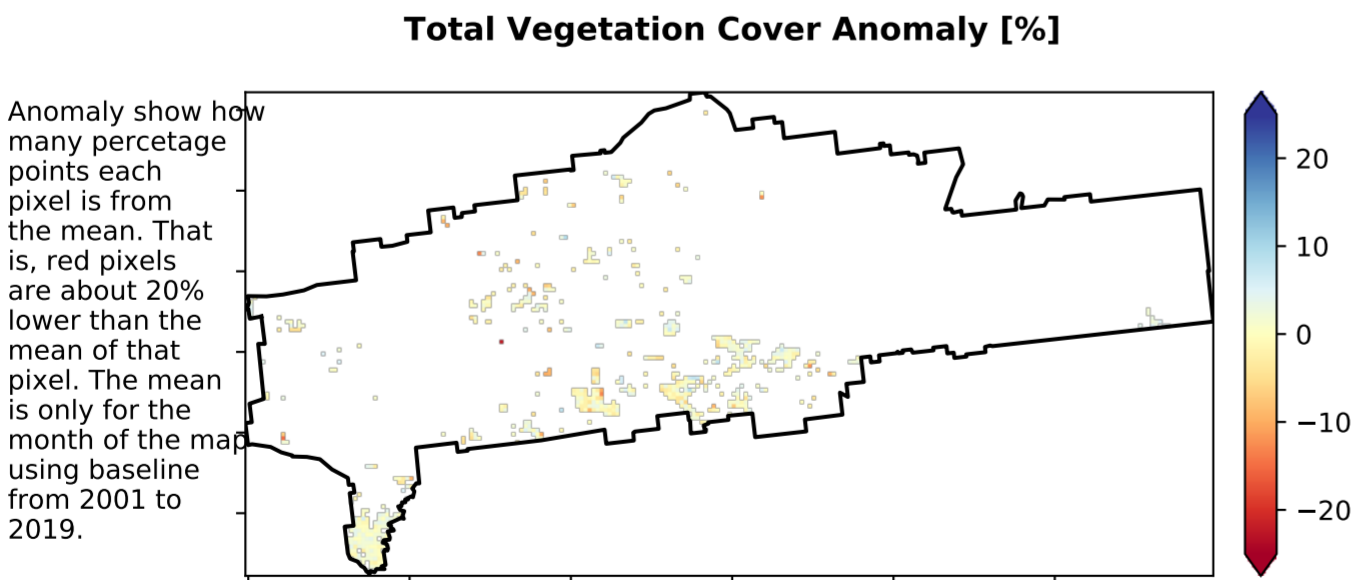 Total Vegetation Cover Anomaly [%]
Anomaly show how
many percetage
points each
pixel is from
the mean. That
is, red pixels
are about 20%
lower than the
mean of that
pixel. The mean
is only for the
month of the map
using baseline
from 2001 to
2019.
20
10
0
−10
−20